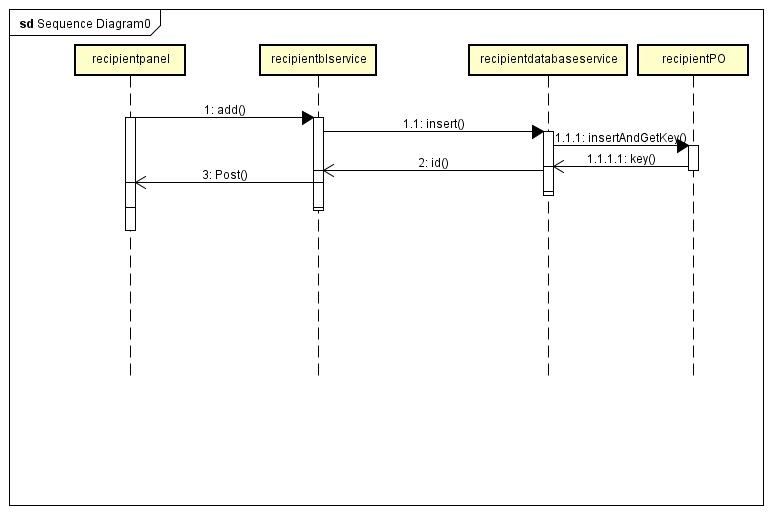 sd Sequence Diagram0
recipientpanel
recipientblservice
recipientdatabaseservice
recipientPO
1: add()
1.1: insert()
1.1.1: insertAndGetKey()
1.1.1.1: key()
2: id()
3: Post()